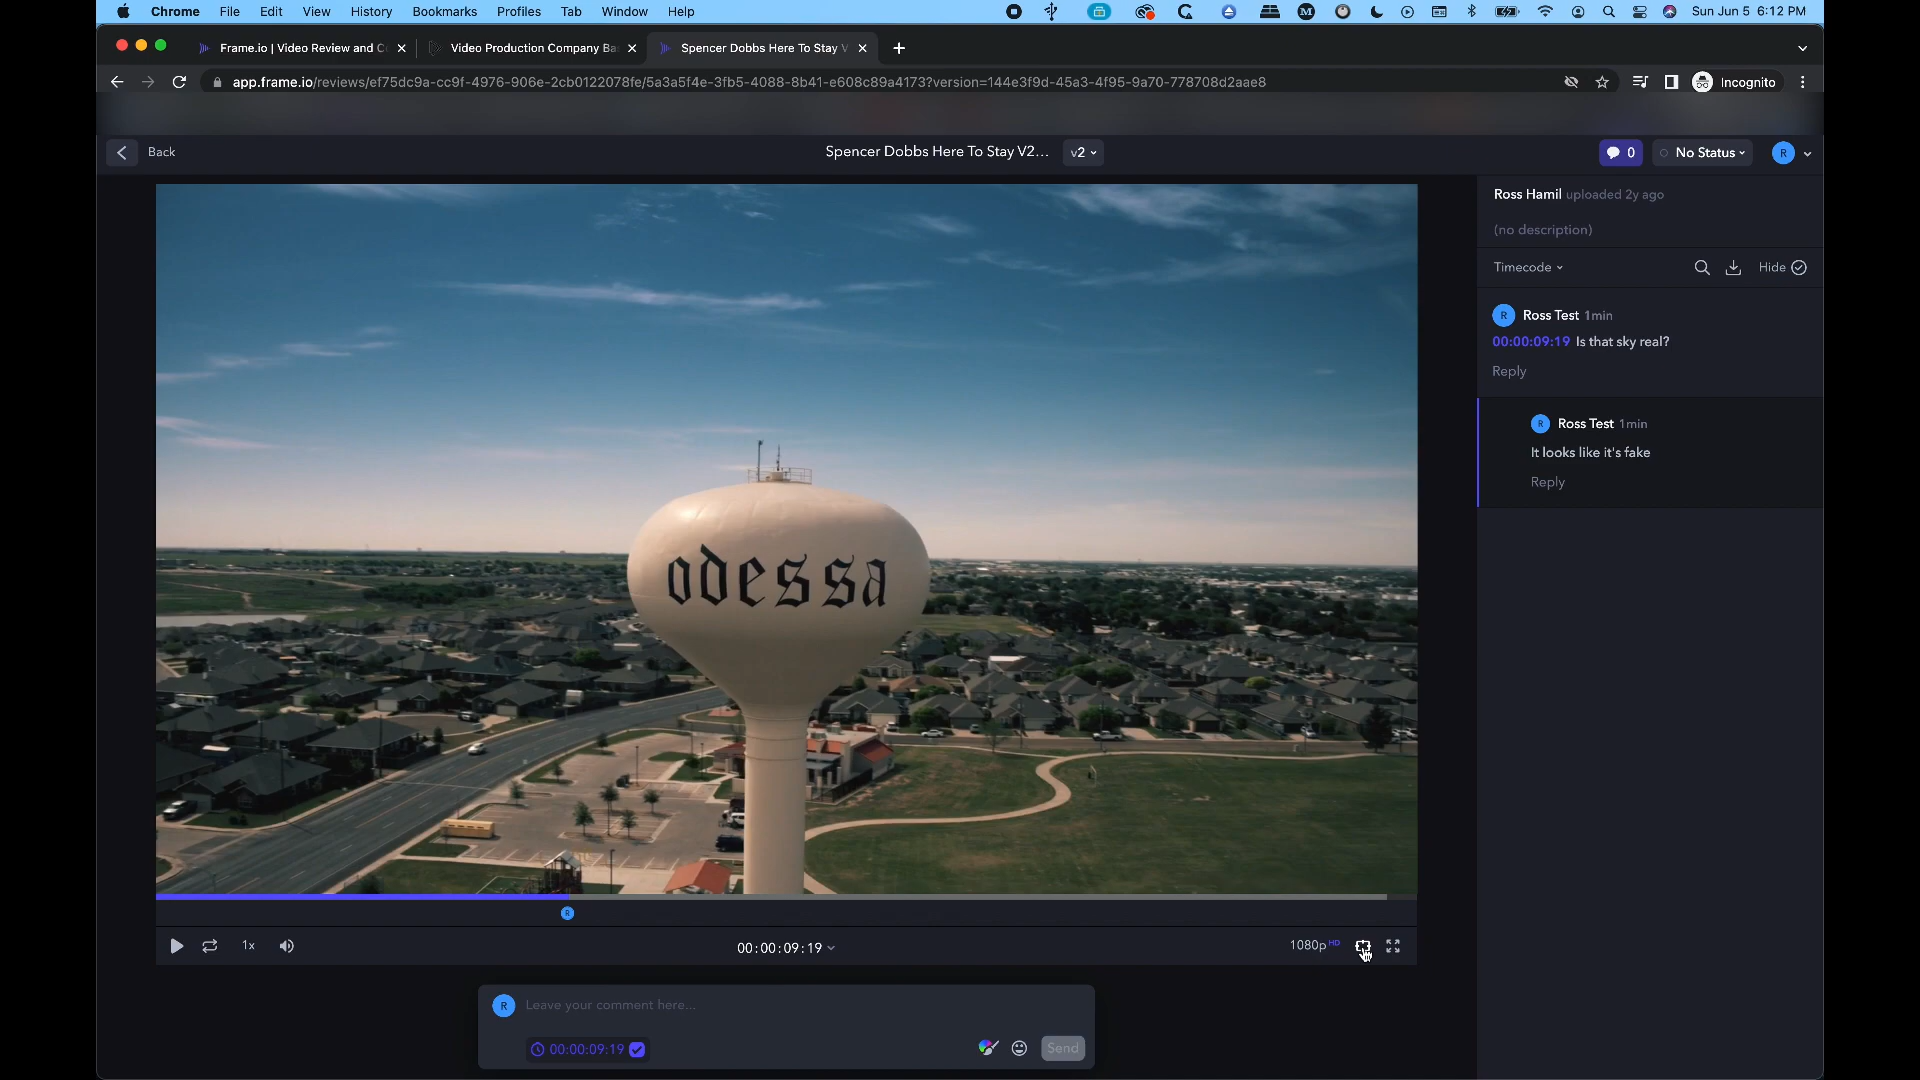 Chrome File Edit View History Bookmarks Profiles Tab Window Help Sun Jun 5 6:12 PM
Frame.io | Video Review and C
Video Production Company Ba
Spencer Dobbs Here To Stay V
app.frame.io/reviews/ef75dc9a-cc9f-4976-906e-2cb0122078fe/5a3a5f4e-3fb5-4088-8b41-e608c89a4173?version=144e3f9d-45a3-4f95-9a70-778708d2aae8
Incognito
Back
Spencer Dobbs Here To Stay V2...
v2
0
No Status
R
Ross Hamil uploaded 2y ago
(no description)
Timecode
Hide
R Ross Test 1min
00:00:09:19 Is that sky real?
Reply
R Ross Test 1min
It looks like it's fake
Reply
odessa
R
1x
00:00:09:19
1080p HD
R Leave your comment here...
00:00:09:19
Send